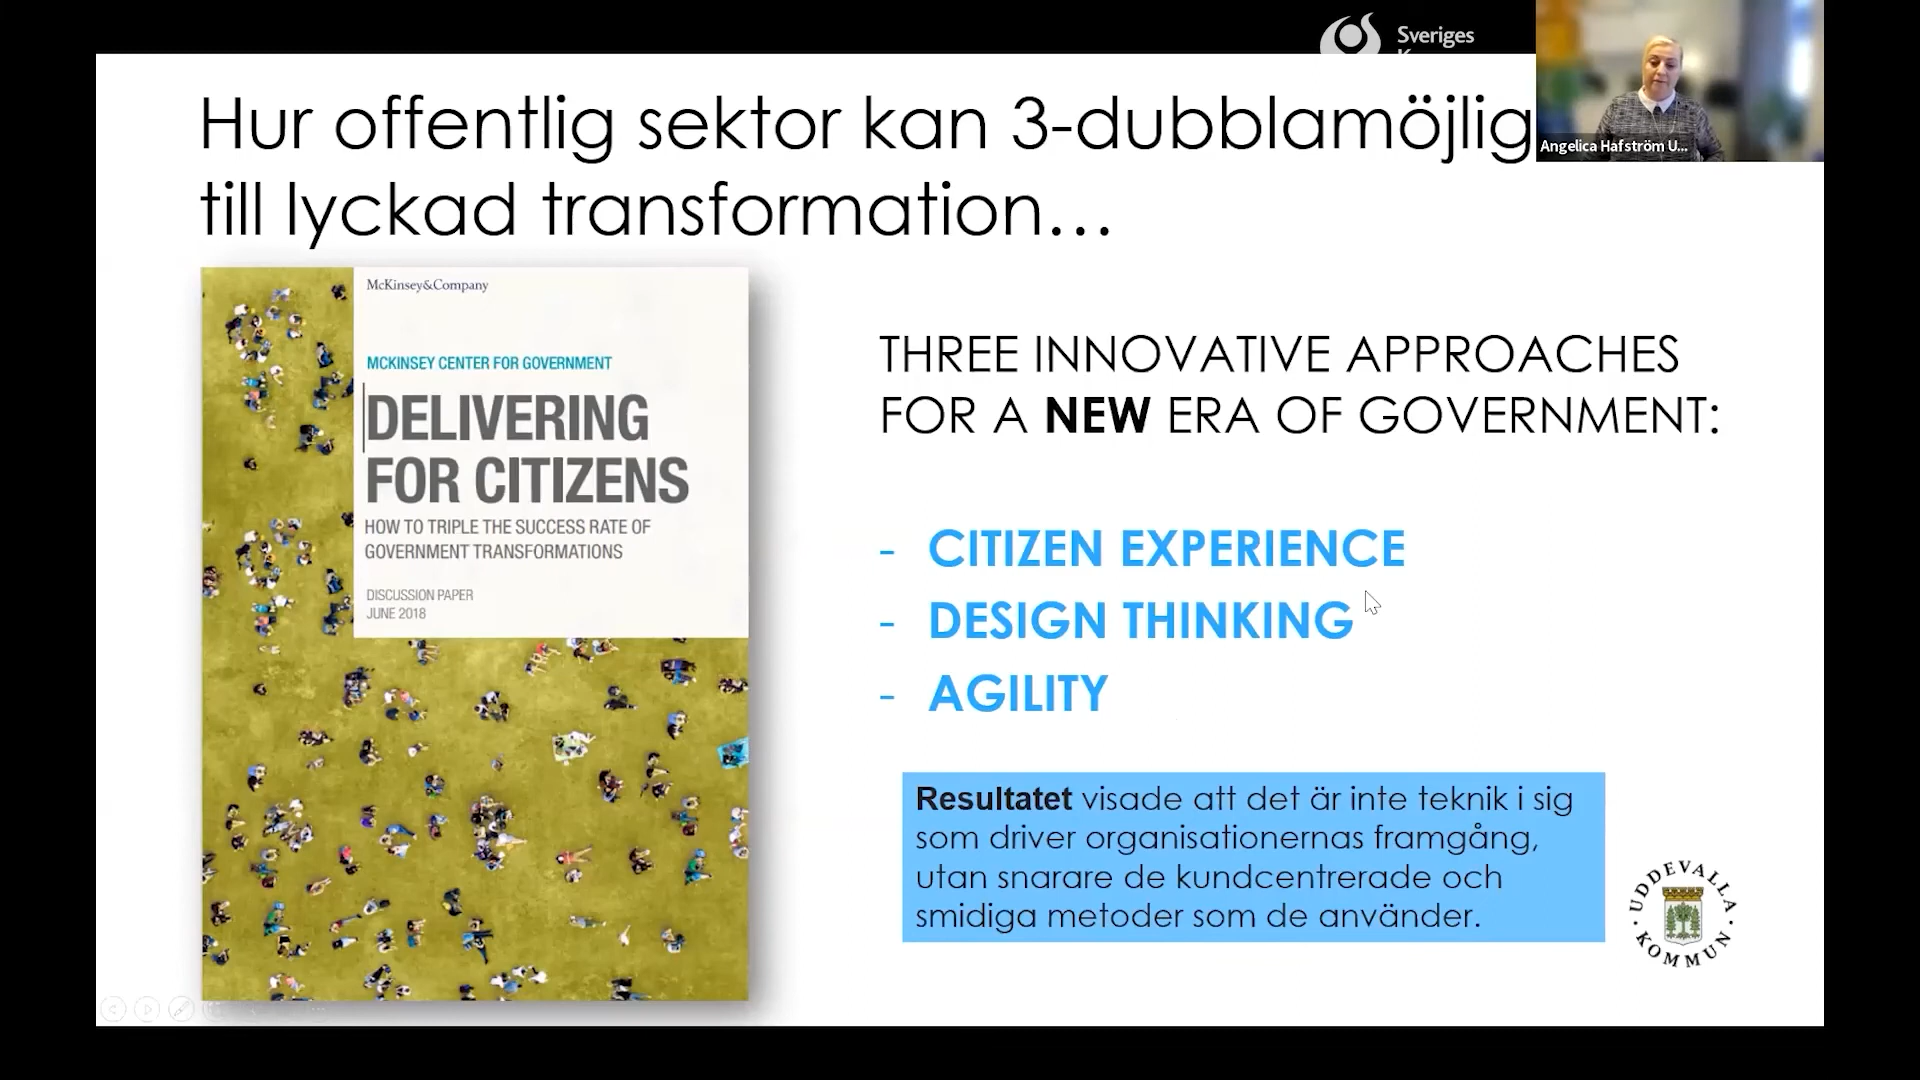 Sveriges
Angelica Hafström U...
Hur offentlig sektor kan 3-dubblamöjlig
till lyckad transformation...
McKinsey&Company
MCKINSEY CENTER FOR GOVERNMENT
DELIVERING
FOR CITIZENS
HOW TO TRIPLE THE SUCCESS RATE OF
GOVERNMENT TRANSFORMATIONS
DISCUSSION PAPER
JUNE 2018
THREE INNOVATIVE APPROACHES
FOR A NEW ERA OF GOVERNMENT:
- CITIZEN EXPERIENCE
- DESIGN THINKING
- AGILITY
Resultatet visade att det är inte teknik i sig
som driver organisationernas framgång,
utan snarare de kundcentrerade och
smidiga metoder som de använder.
UDDEVALLA
KOMMUN